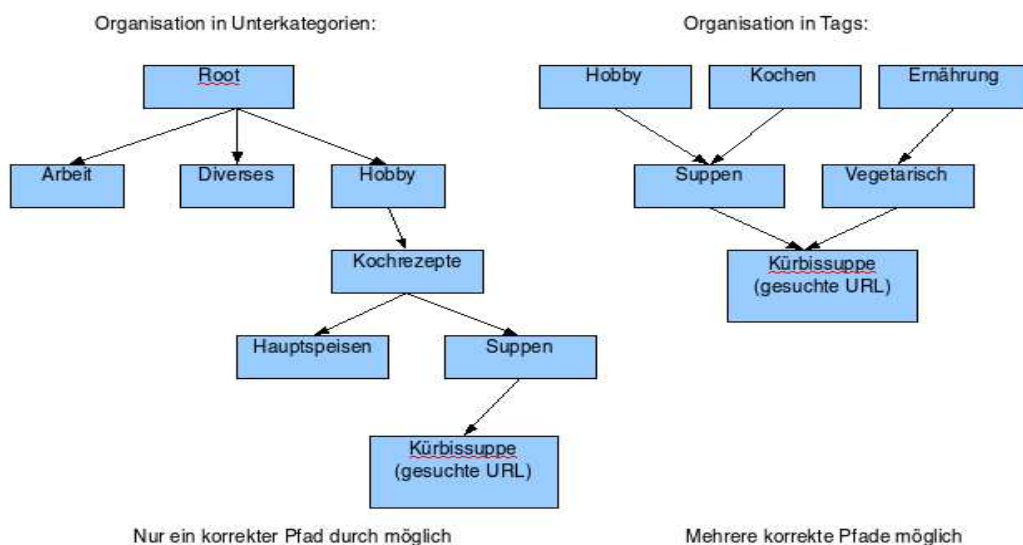 Organisation in Unterkategorien:
Root
Arbeit
Diverses
Hobby
Kochrezepte
Hauptspeisen
Suppen
Kürbissuppe
(gesuchte URL)
Nur ein korrekter Pfad durch möglich
Organisation in Tags:
Hobby
Kochen
Ernährung
Suppen
Vegetarisch
Kürbissuppe
(gesuchte URL)
Mehrere korrekte Pfade möglich